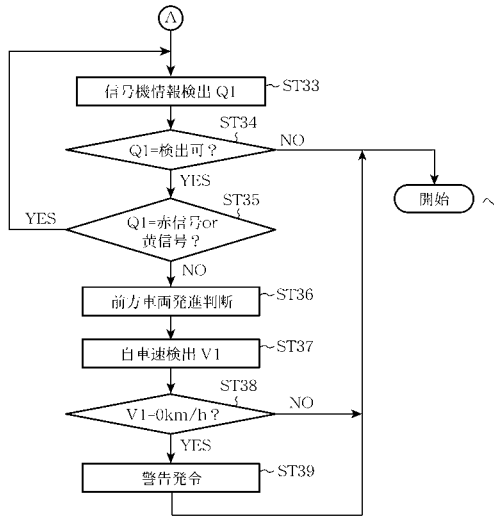 A
信号機情報検出 Q1
ST33
ST34
Q1=検出可？
NO
YES
開始
へ
ST35
YES
Q1=赤信号or
黄信号？
NO
前方車両発進判断
ST36
自車速検出 V1
ST37
ST38
V1=0km/h？
NO
YES
警告発令
ST39